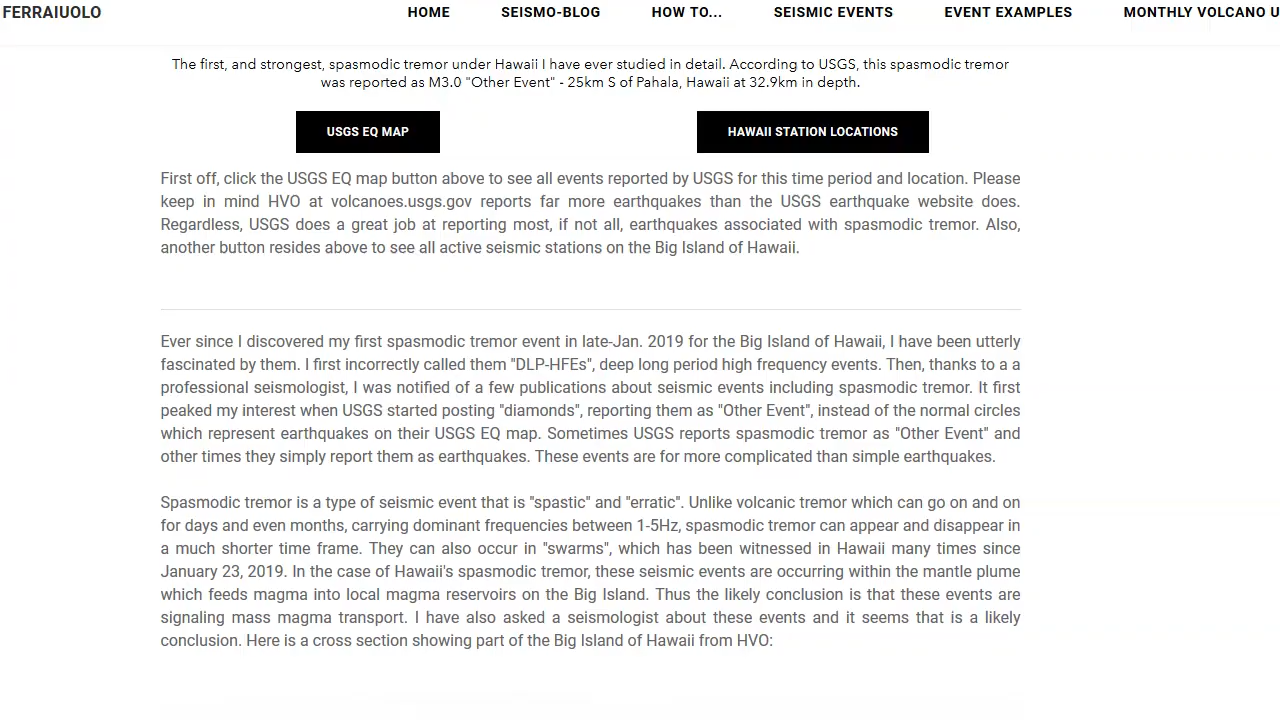 FERRAIUOLO HOME SEISMO-BLOG HOW TO... SEISMIC EVENTS EVENT EXAMPLES MONTHLY VOLCANO U
The first, and strongest, spasmodic tremor under Hawaii I have ever studied in detail. According to USGS, this spasmodic tremor
was reported as M3.0 "Other Event" - 25km S of Pahala, Hawaii at 32.9km in depth.
USGS EQ MAP HAWAII STATION LOCATIONS
First off, click the USGS EQ map button above to see all events reported by USGS for this time period and location. Please
keep in mind HVO at volcanoes.usgs.gov reports far more earthquakes than the USGS earthquake website does.
Regardless, USGS does a great job at reporting most, if not all, earthquakes associated with spasmodic tremor. Also,
another button resides above to see all active seismic stations on the Big Island of Hawaii.
Ever since I discovered my first spasmodic tremor event in late-Jan. 2019 for the Big Island of Hawaii, I have been utterly
fascinated by them. I first incorrectly called them "DLP-HFEs", deep long period high frequency events. Then, thanks to a a
professional seismologist, I was notified of a few publications about seismic events including spasmodic tremor. It first
peaked my interest when USGS started posting "diamonds", reporting them as "Other Event", instead of the normal circles
which represent earthquakes on their USGS EQ map. Sometimes USGS reports spasmodic tremor as "Other Event" and
other times they simply report them as earthquakes. These events are for more complicated than simple earthquakes.
Spasmodic tremor is a type of seismic event that is "spastic" and "erratic". Unlike volcanic tremor which can go on and on
for days and even months, carrying dominant frequencies between 1-5Hz, spasmodic tremor can appear and disappear in
a much shorter time frame. They can also occur in "swarms", which has been witnessed in Hawaii many times since
January 23, 2019. In the case of Hawaii's spasmodic tremor, these seismic events are occurring within the mantle plume
which feeds magma into local magma reservoirs on the Big Island. Thus the likely conclusion is that these events are
signaling mass magma transport. I have also asked a seismologist about these events and it seems that is a likely
conclusion. Here is a cross section showing part of the Big Island of Hawaii from HVO: